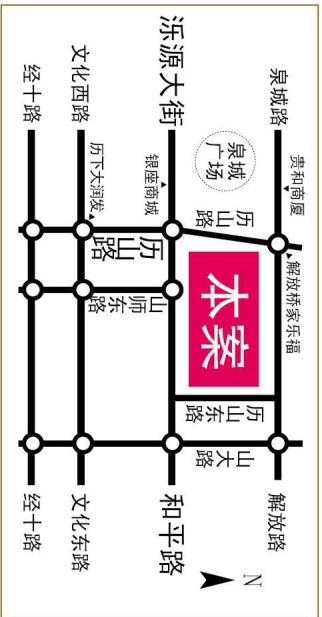 泉城路
贵和商厦
解放桥家乐福
解放路
泉城
广场
历山路
本案
历山东路
山大路
N
泺源大街
和平路
银座商城
历山路
山师东路
历下大润发
文化西路
文化东路
经十路
经十路